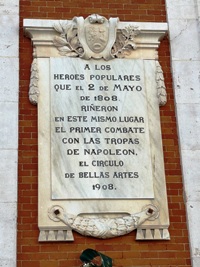 A LOS
HEROES POPULARES
QUE EL 2 DE MAYO
DE 1808.
RIÑERON
EN ESTE MISMO LUGAR
EL PRIMER COMBATE
CON LAS TROPAS
DE NAPOLEON,
EL CIRCULO
DE BELLAS ARTES
1908.